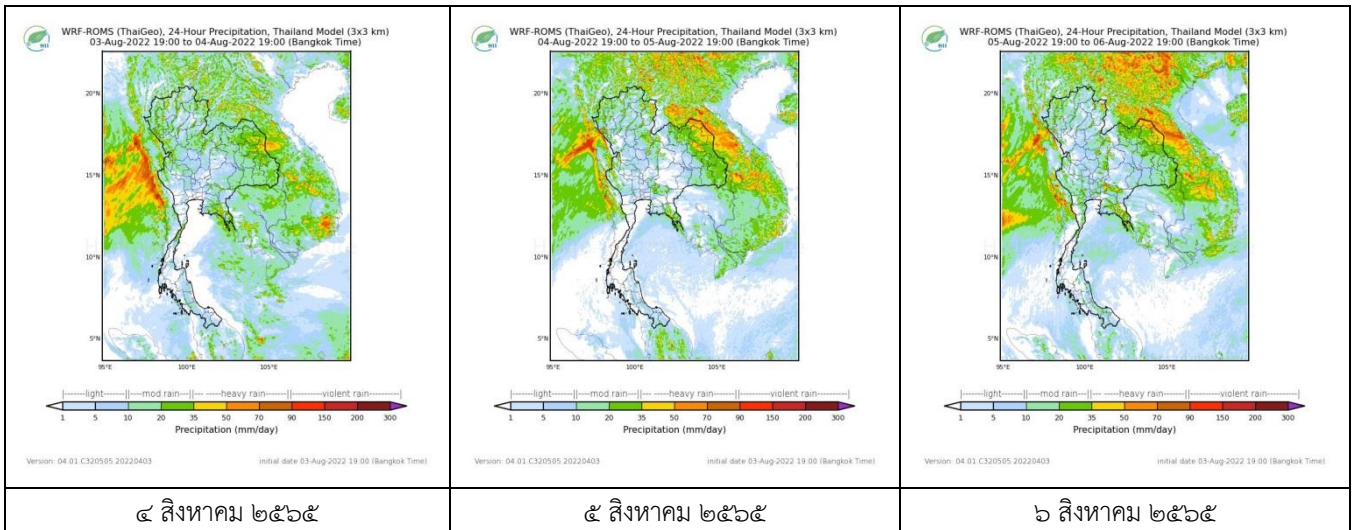 WRF-ROMS (ThaiGeo), 24-Hour Precipitation, Thailand Model (3x3 km)
03-Aug-2022 19:00 to 04-Aug-2022 19:00 (Bangkok Time)
20°N
15°N
10°N
5°N
95°E 100°E 105°E
|-------light------||--mod rain---||--- heavy rain ---||------violent rain---------|
1 5 10 20 35 50 70 90 150 200 300
Precipitation (mm/day)
Version: 04.01.C320505.20220403 initial date 03-Aug-2022 19:00 (Bangkok Time)
๔ สิงหาคม ๒๕๖๕
WRF-ROMS (ThaiGeo), 24-Hour Precipitation, Thailand Model (3x3 km)
04-Aug-2022 19:00 to 05-Aug-2022 19:00 (Bangkok Time)
20°N
15°N
10°N
5°N
95°E 100°E 105°E
|-------light------||--mod rain---||--- heavy rain ---||------violent rain---------|
1 5 10 20 35 50 70 90 150 200 300
Precipitation (mm/day)
Version: 04.01.C320505.20220403 initial date 03-Aug-2022 19:00 (Bangkok Time)
๕ สิงหาคม ๒๕๖๕
WRF-ROMS (ThaiGeo), 24-Hour Precipitation, Thailand Model (3x3 km)
05-Aug-2022 19:00 to 06-Aug-2022 19:00 (Bangkok Time)
20°N
15°N
10°N
5°N
95°E 100°E 105°E
|-------light------||--mod rain---||--- heavy rain ---||------violent rain---------|
1 5 10 20 35 50 70 90 150 200 300
Precipitation (mm/day)
Version: 04.01.C320505.20220403 initial date 03-Aug-2022 19:00 (Bangkok Time)
๖ สิงหาคม ๒๕๖๕